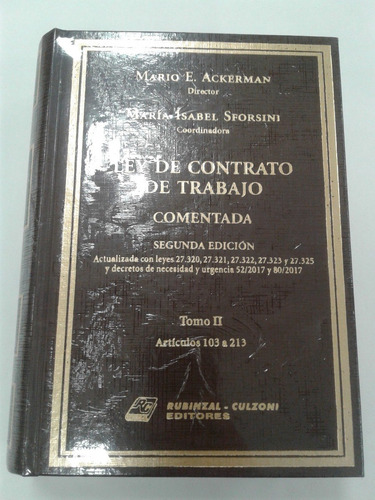 MARIO E. ACKERMAN
Director
MARÍA ISABEL SFORSINI
Coordinadora
LEY DE CONTRATO
DE TRABAJO
COMENTADA
SEGUNDA EDICIÓN
Actualizada con leyes 27.320, 27.321, 27.322, 27.323 y 27.325
y decretos de necesidad y urgencia 52/2017 y 80/2017
Tomo II
Artículos 103 a 213
RC
RUBINZAL - CULZONI
EDITORES